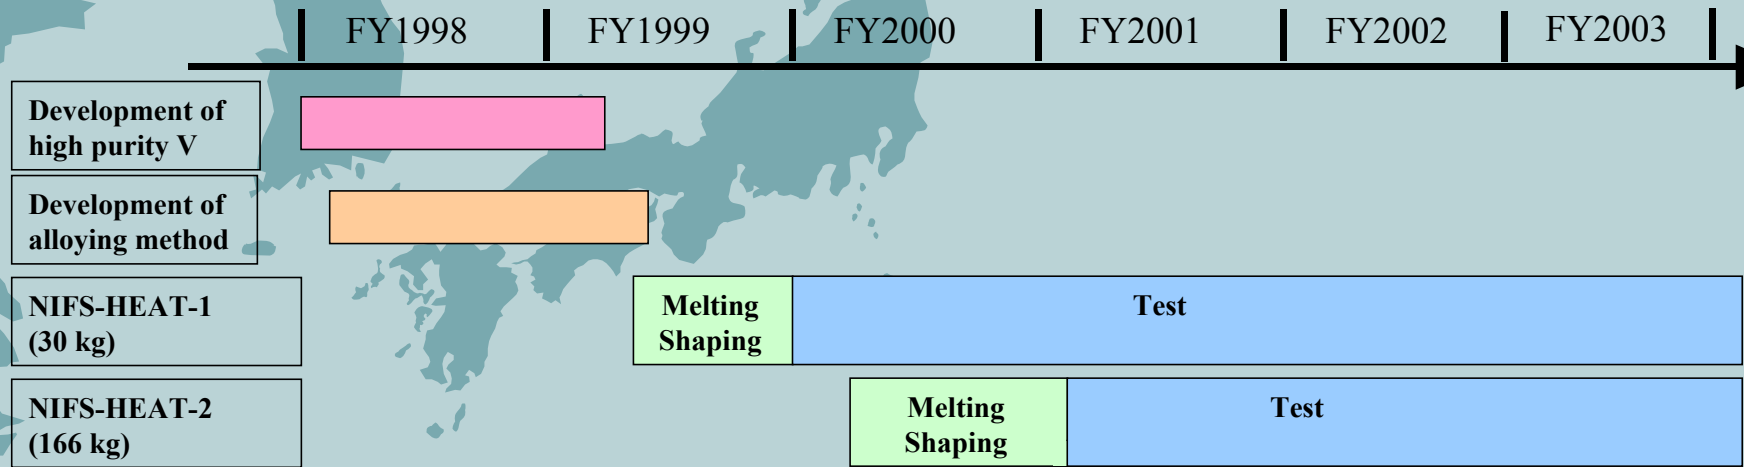 FY1998 FY1999 FY2000 FY2001 FY2002 FY2003
Development of
high purity V
Development of
alloying method
NIFS-HEAT-1
(30 kg)
Melting
Shaping
Test
NIFS-HEAT-2
(166 kg)
Melting
Shaping
Test